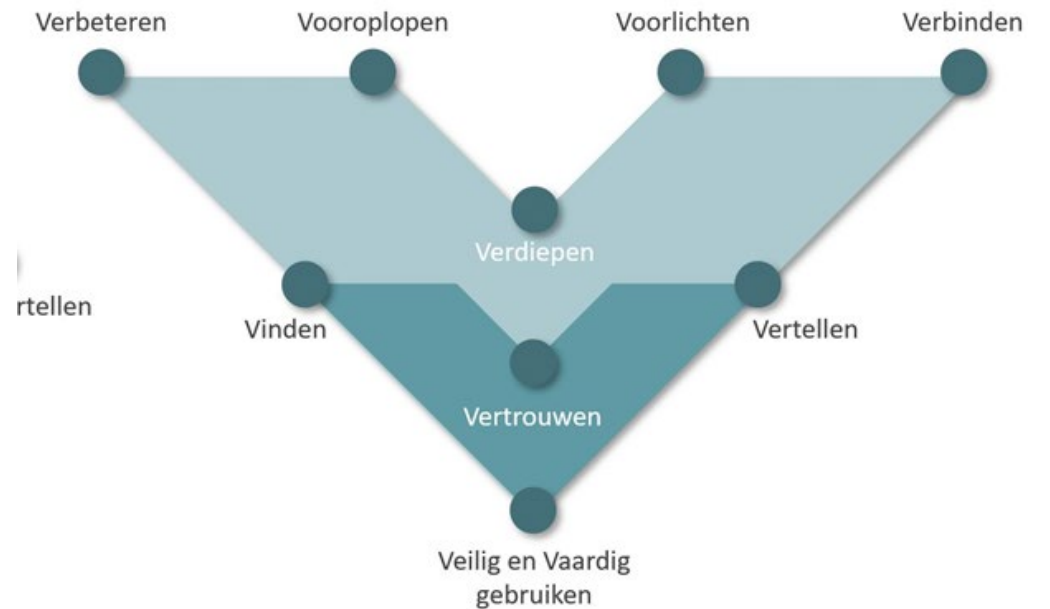 Verbeteren
Vooroplopen
Voorlichten
Verbinden
Verdiepen
rtellen
Vinden
Vertellen
Vertrouwen
Veilig en Vaardig
gebruiken